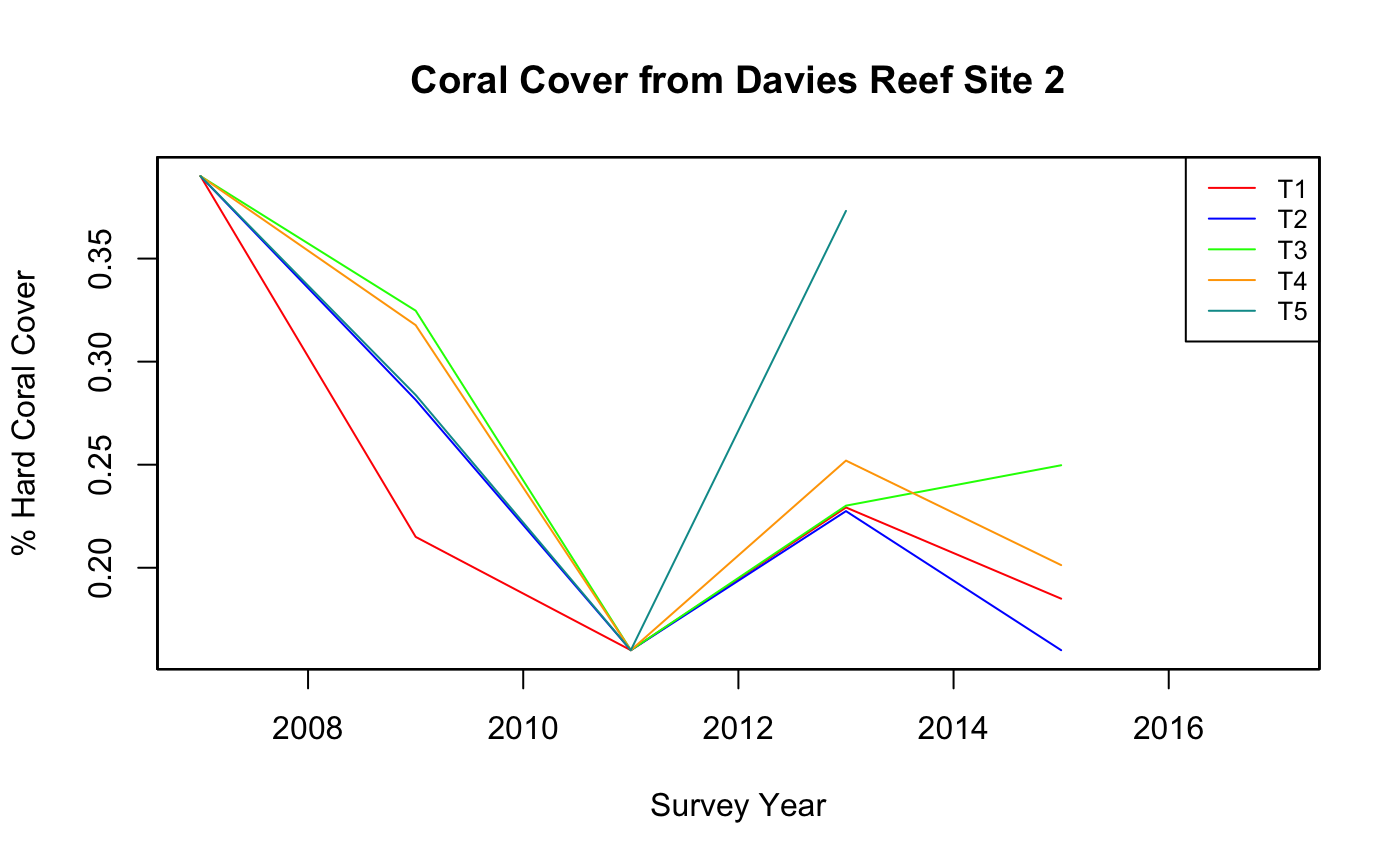 Coral Cover from Davies Reef Site 2
% Hard Coral Cover
0.35
0.30
0.25
0.20
T1
T2
T3
T4
T5
2008 2010 2012 2014 2016
Survey Year